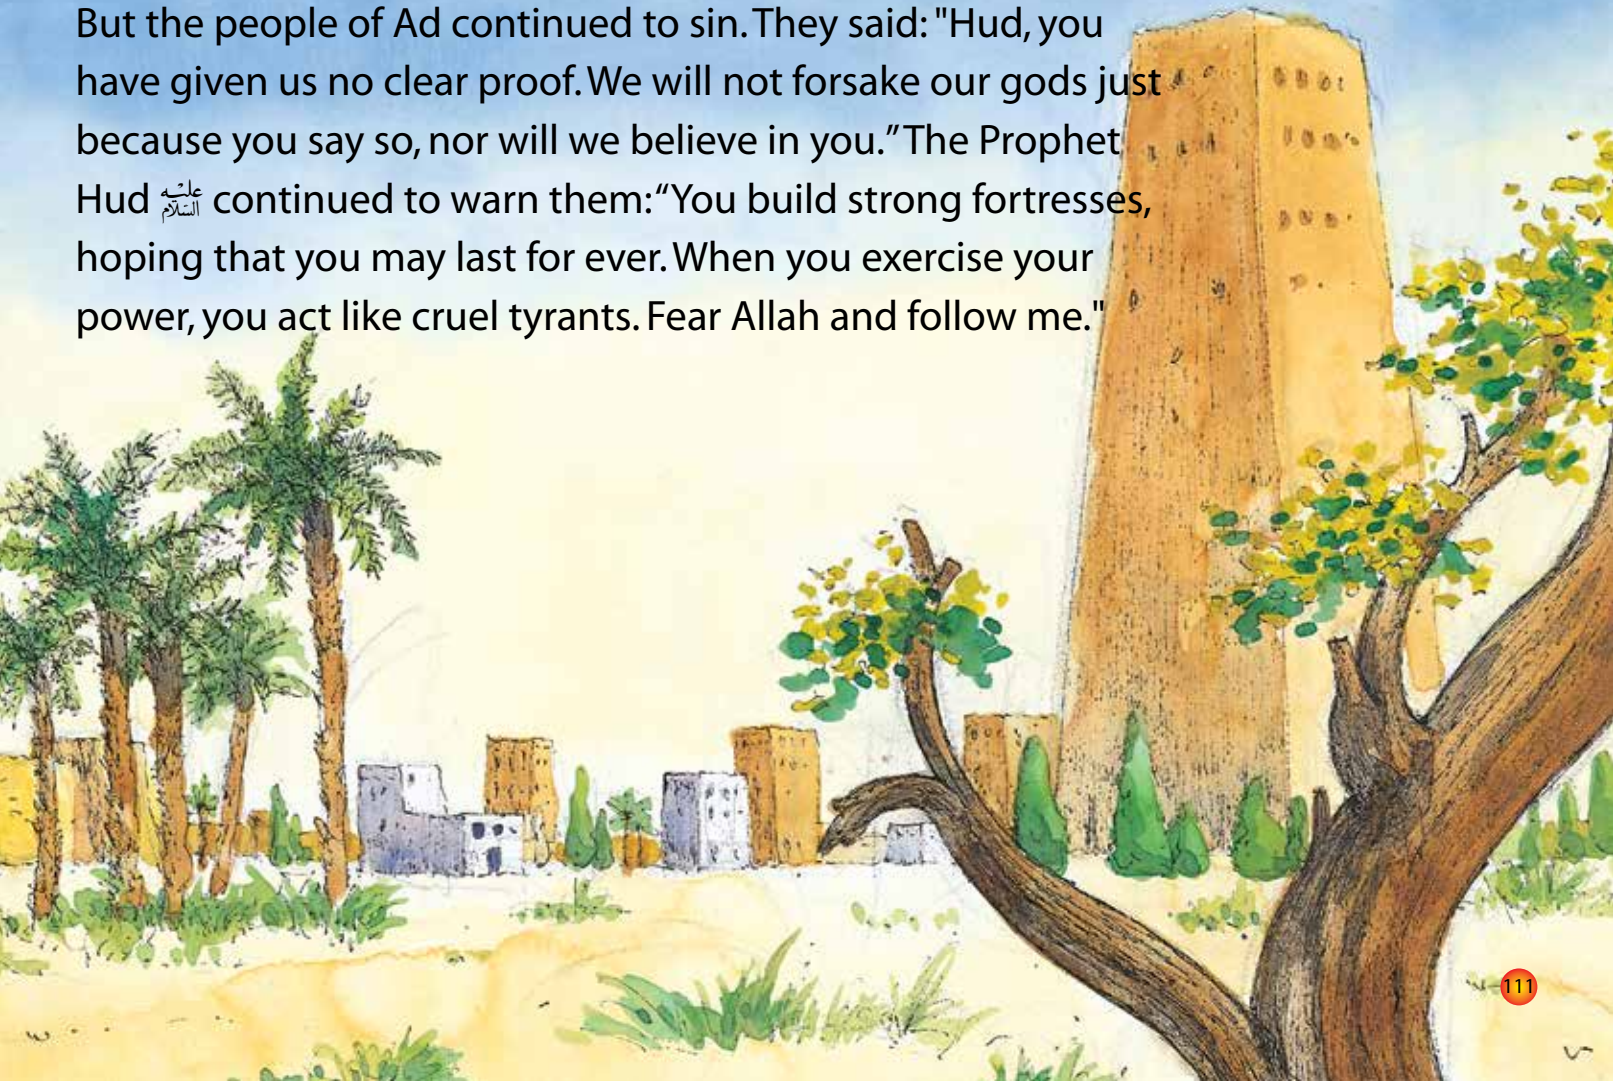 But the people of Ad continued to sin. They said: "Hud, you
have given us no clear proof. We will not forsake our gods just
because you say so, nor will we believe in you.” The Prophet
Hud عليه السلام continued to warn them: “You build strong fortresses,
hoping that you may last for ever. When you exercise your
power, you act like cruel tyrants. Fear Allah and follow me."
111